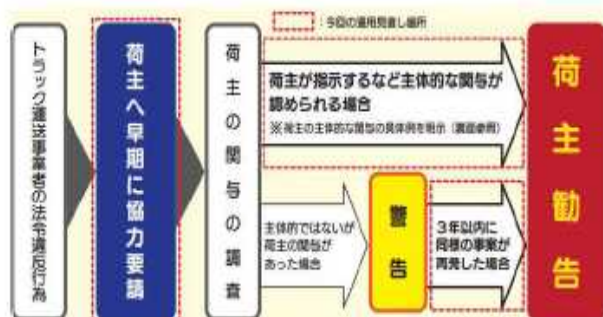 ：今回の運用見直し箇所
トラック運送事業者の法令違反行為
荷主へ早期に協力要請
荷主の関与の調査
荷主が指示するなど主体的な関与が
認められる場合
※荷主の主体的な関与の具体例を明示（裏面参照）
主体的ではないが
荷主の関与が
あった場合
警告
３年以内に
同様の事案が
再発した場合
荷主勧告